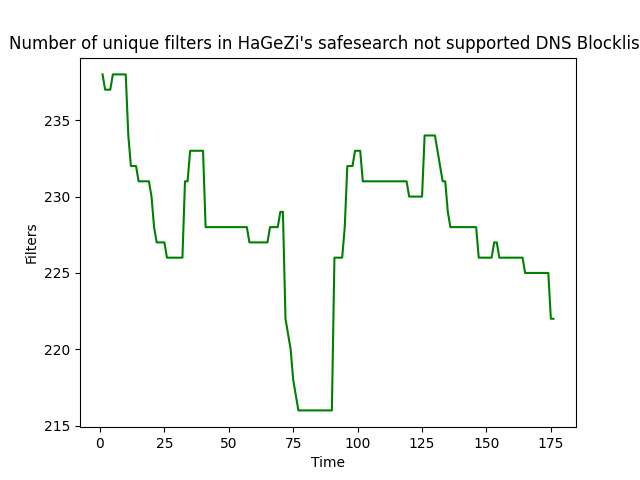 Number of unique filters in HaGeZi's safesearch not supported DNS Blocklis
235
230
225
220
215
Filters
0 25 50 75 100 125 150 175
Time